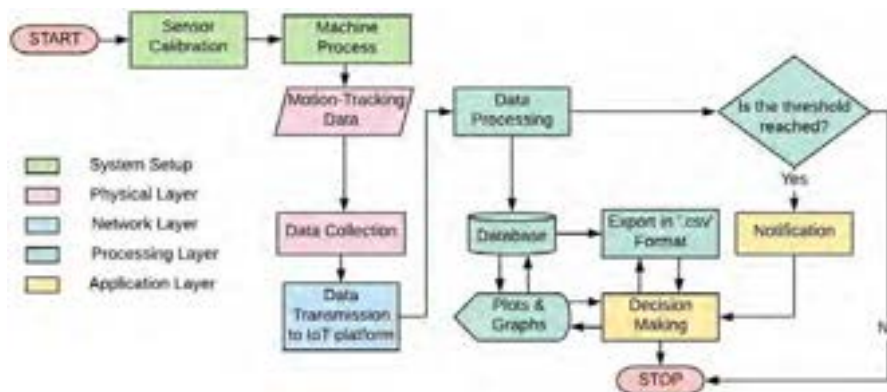 START
Sensor
Calibration
Machine
Process
Motion-Tracking
Data
Data
Processing
Is the threshold
reached?
System Setup
Physical Layer
Network Layer
Processing Layer
Application Layer
Yes
Data Collection
Database
Export in '.csv'
Format
Notification
Data
Transmission
to IoT platform
Plots &
Graphs
Decision
Making
N
STOP